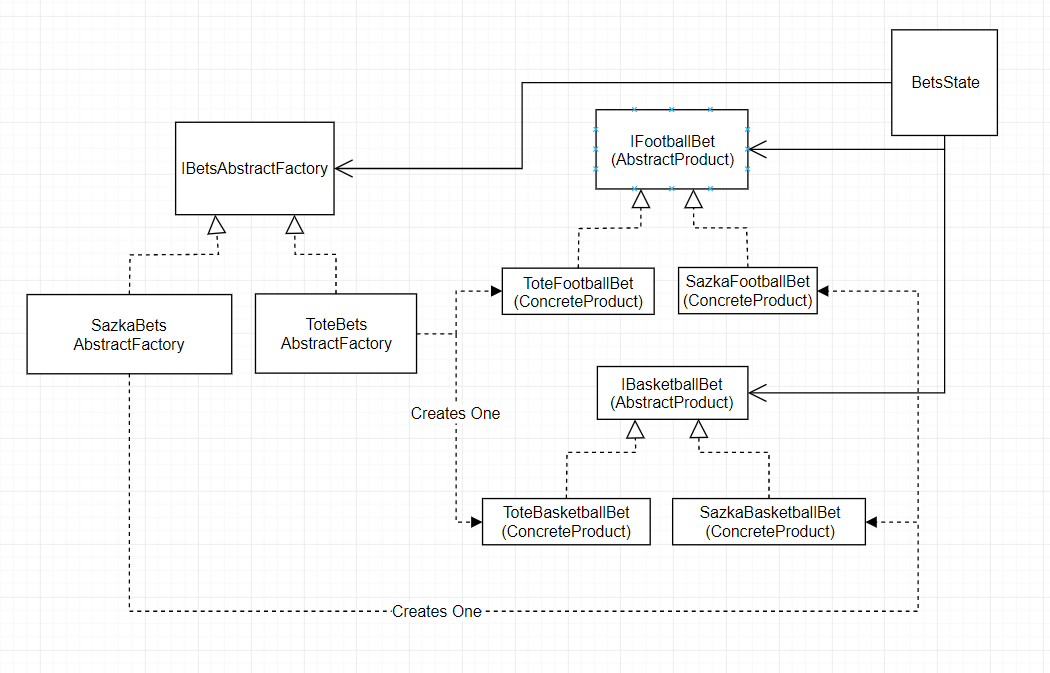 BetsState
IFootballBet
(AbstractProduct)
IBetsAbstractFactory
ToteFootballBet
(ConcreteProduct)
SazkaFootballBet
(ConcreteProduct)
SazkaBets
AbstractFactory
ToteBets
AbstractFactory
IBasketballBet
(AbstractProduct)
Creates One
ToteBasketballBet
(ConcreteProduct)
SazkaBasketballBet
(ConcreteProduct)
Creates One